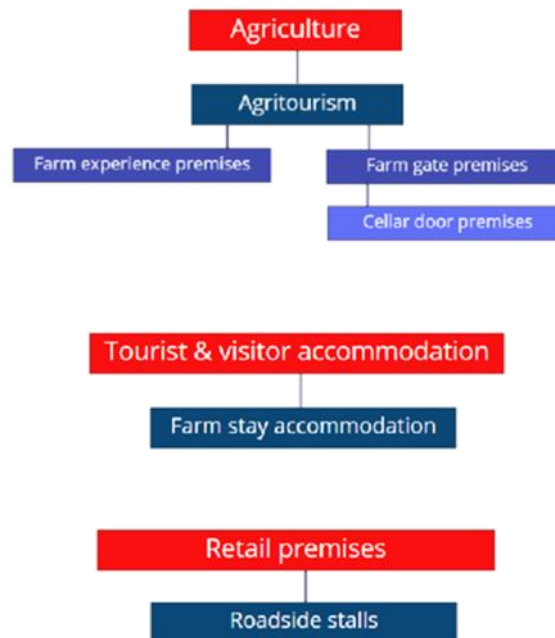 Agriculture
Agritourism
Farm experience premises
Farm gate premises
Cellar door premises
Tourist & visitor accommodation
Farm stay accommodation
Retail premises
Roadside stalls